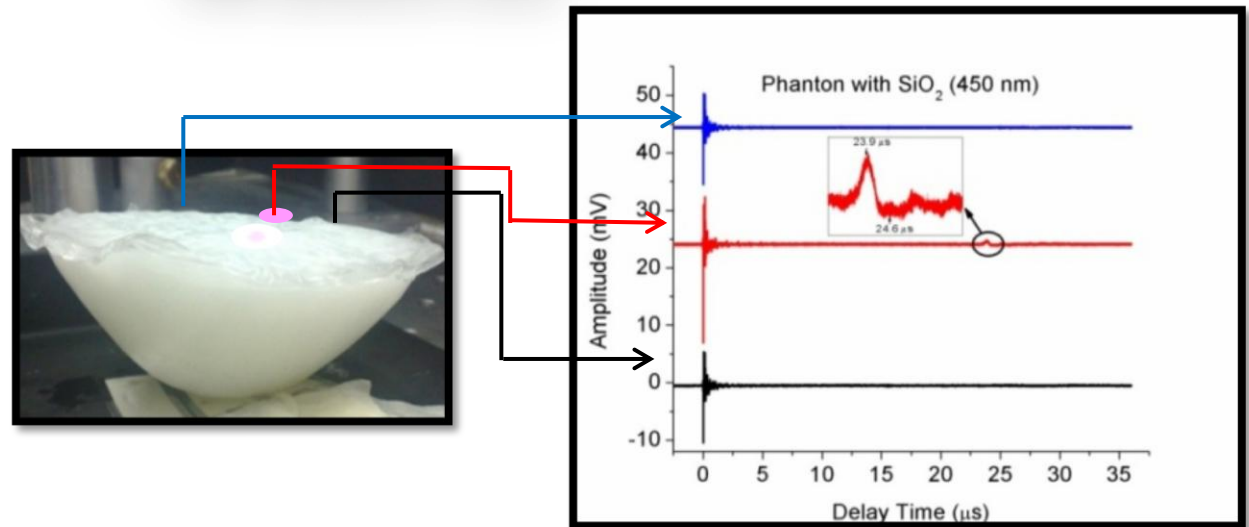 Phanton with SiO₂ (450 nm)
50
40
30
20
10
0
-10
Amplitude (mV)
23.9 µs
24.6 µs
0 5 10 15 20 25 30 35
Delay Time (µs)